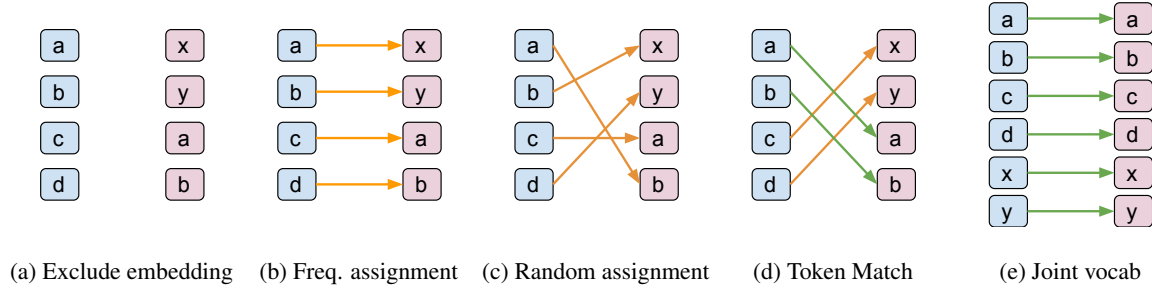 a x
b y
c a
d b
(a) Exclude embedding
a x
b y
c a
d b
(b) Freq. assignment
a x
b y
c a
d b
(c) Random assignment
a x
b y
c a
d b
(d) Token Match
a a
b b
c c
d d
x x
y y
(e) Joint vocab